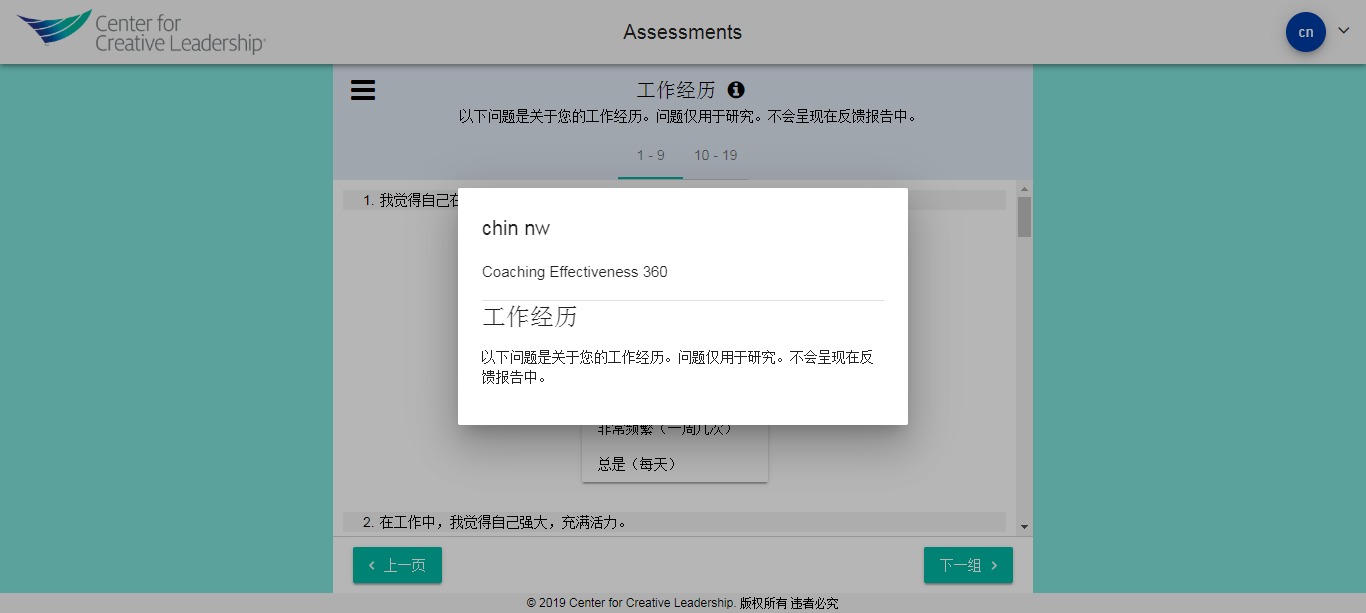 Center for
Creative Leadership
Assessments
cn
工作经历
以下问题是关于您的工作经历。问题仅用于研究。不会呈现在反馈报告中。
1 - 9
10 - 19
1. 我觉得自己在
chin nw
Coaching Effectiveness 360
工作经历
以下问题是关于您的工作经历。问题仅用于研究。不会呈现在反
馈报告中。
非常频繁（一周几次）
总是（每天）
2. 在工作中，我觉得自己强大，充满活力。
上一页
下一组
© 2019 Center for Creative Leadership. 版权所有 违者必究